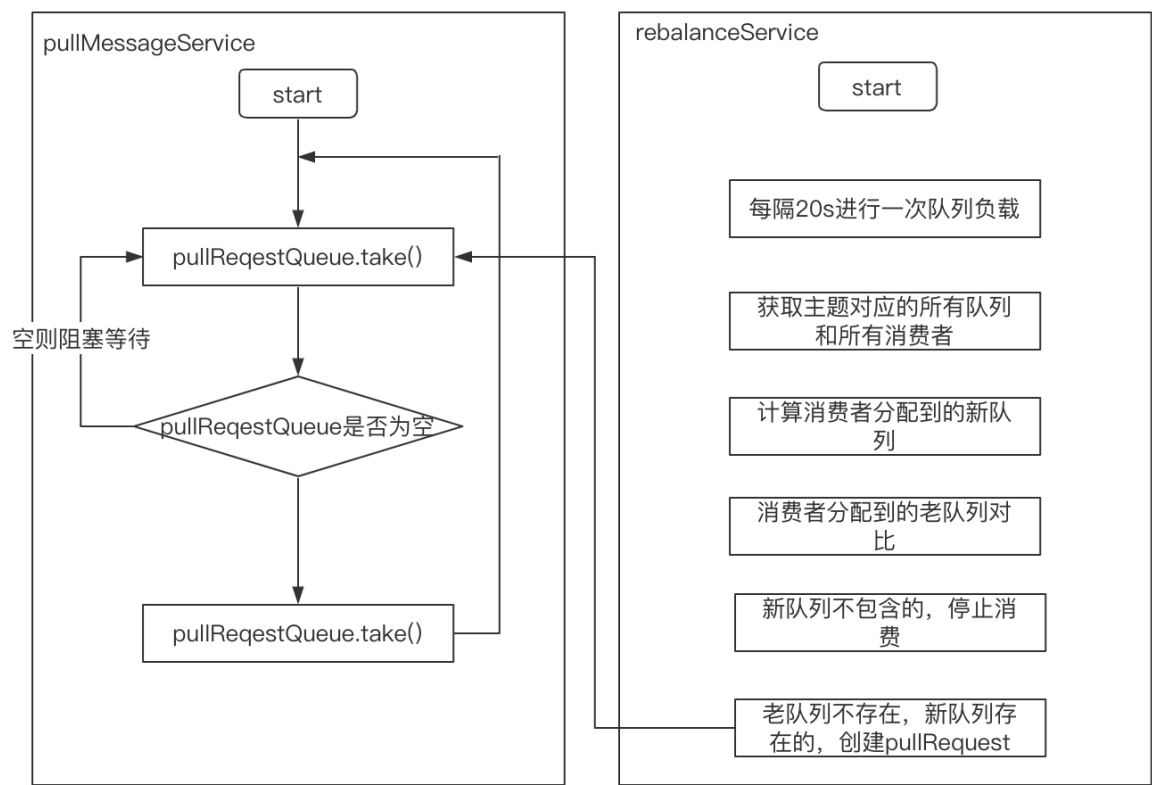 pullMessageService
start
pullReqestQueue.take()
空则阻塞等待
pullReqestQueue是否为空
pullReqestQueue.take()
rebalanceService
start
每隔20s进行一次队列负载
获取主题对应的所有队列
和所有消费者
计算消费者分配到的新队
列
消费者分配到的老队列对
比
新队列不包含的，停止消
费
老队列不存在，新队列存
在的，创建pullRequest